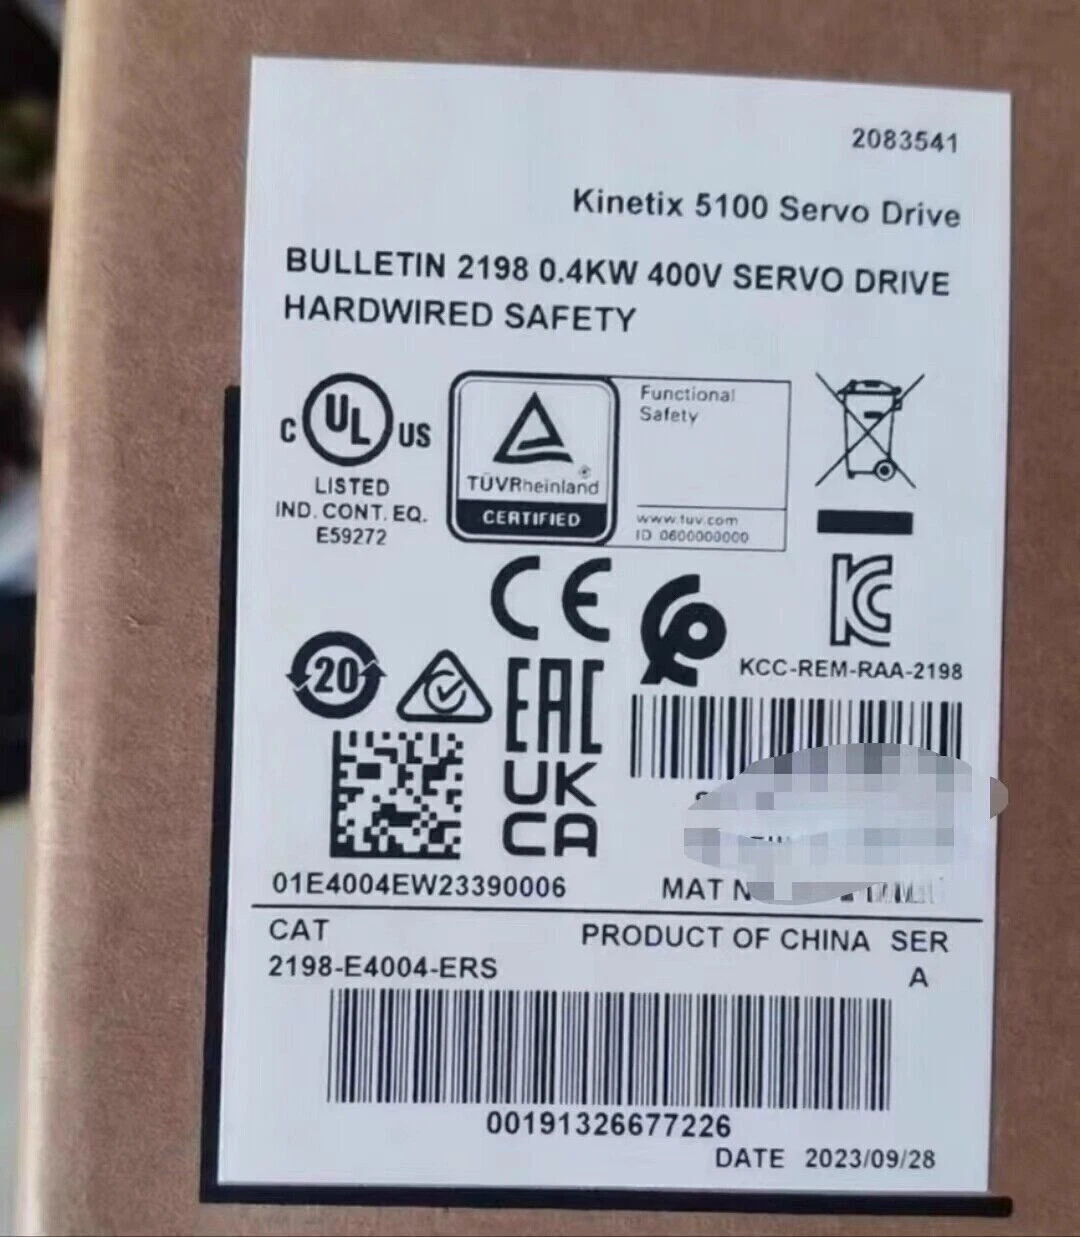 2083541
Kinetix 5100 Servo Drive
BULLETIN 2198 0.4KW 400V SERVO DRIVE
HARDWIRED SAFETY
C UL US
LISTED
IND. CONT. EQ.
E59272
TÜVRheinland
CERTIFIED
Functional
Safety
www.tuv.com
ID 0600000000
CE
KC
KCC-REM-RAA-2198
20
EAC
UK
CA
01E4004EW23390006
MAT
CAT
PRODUCT OF CHINA SER
2198-E4004-ERS
A
00191326677226
DATE 2023/09/28